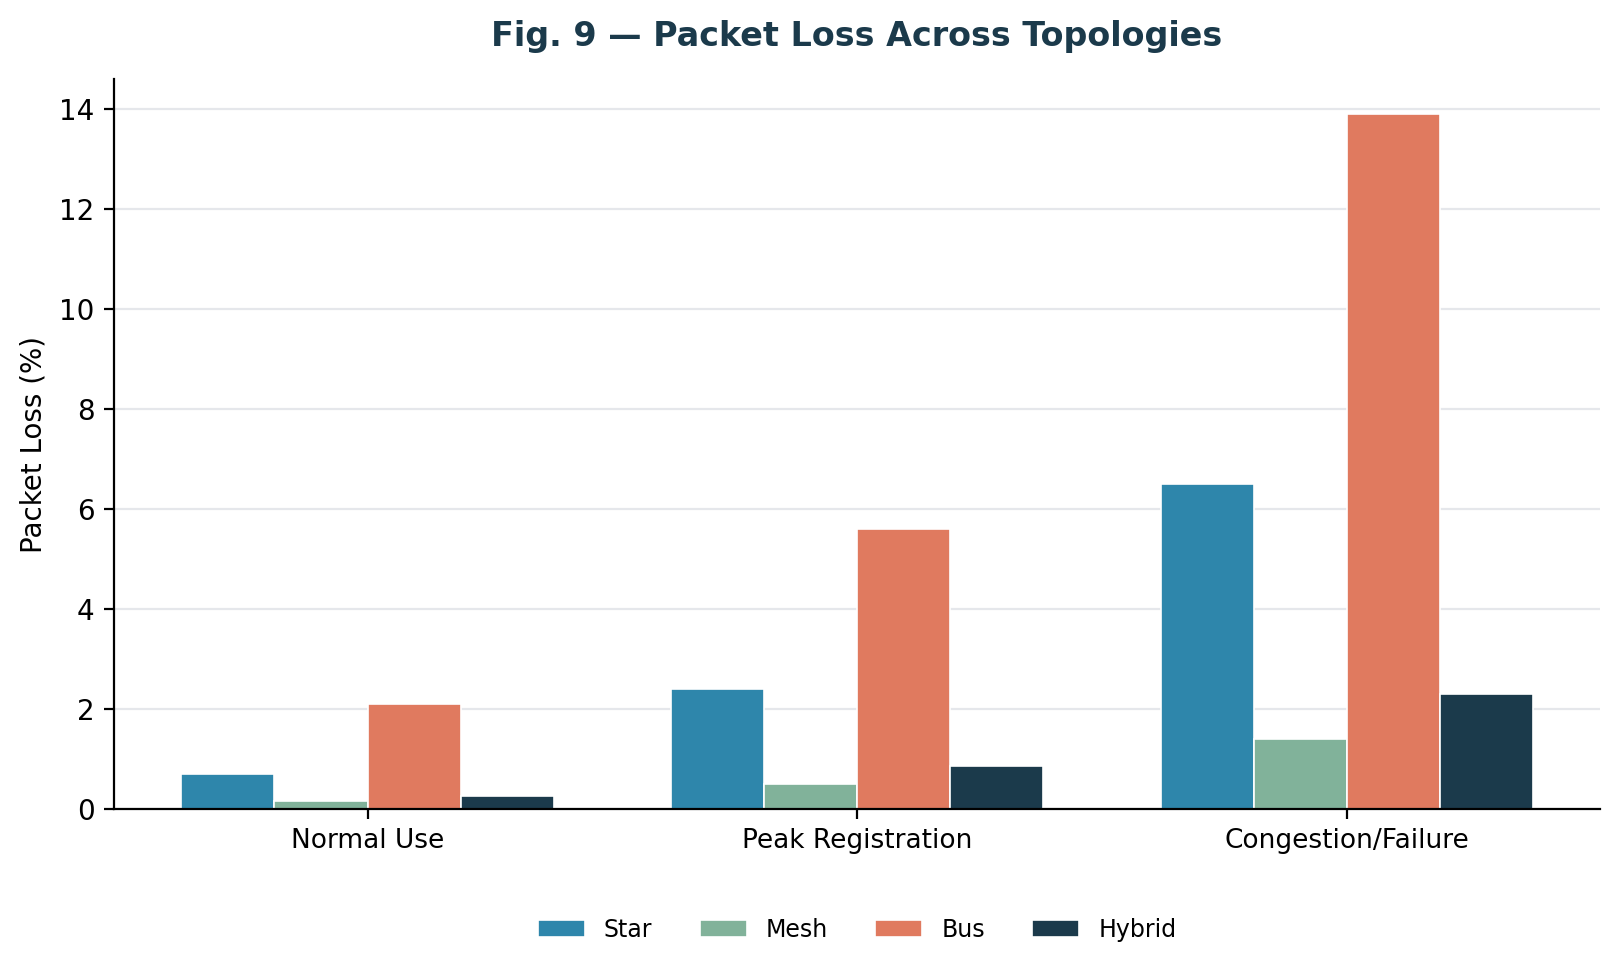 Fig. 9 — Packet Loss Across Topologies
Packet Loss (%)
14
12
10
8
6
4
2
0
Normal Use
Peak Registration
Congestion/Failure
Star
Mesh
Bus
Hybrid